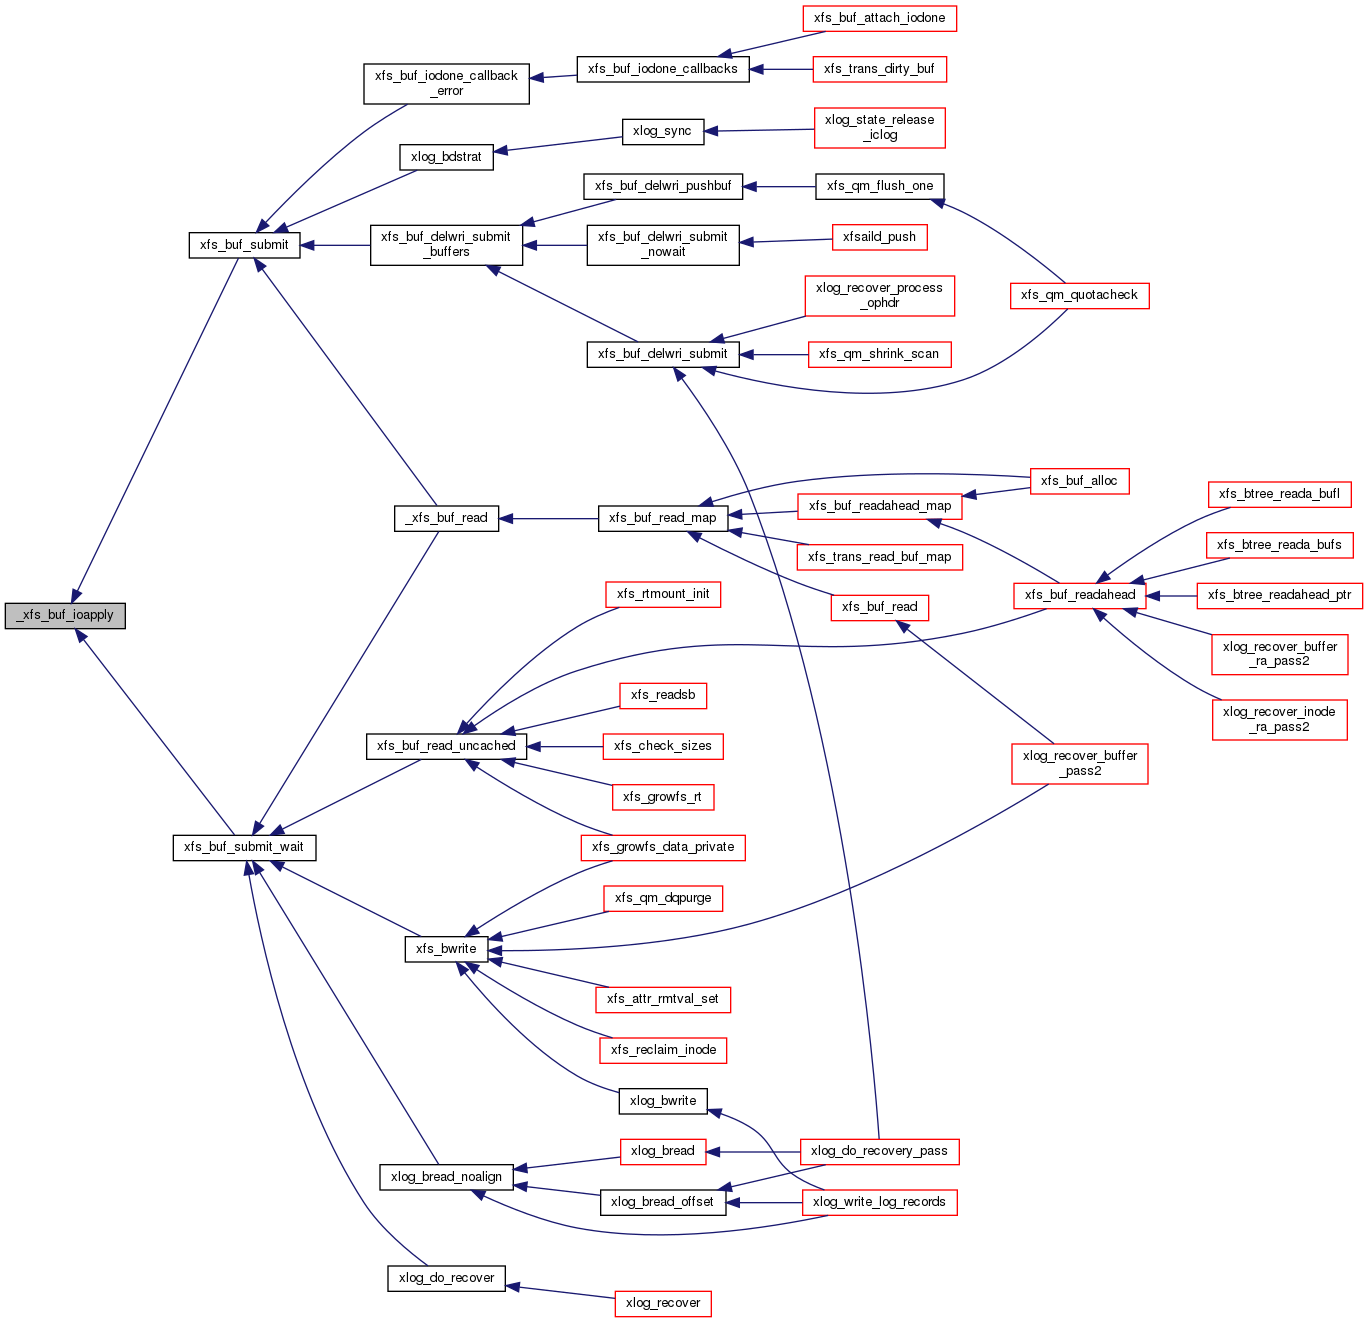 xfs_buf_attach_iodone
xfs_buf_iodone_callback
_error
xfs_buf_iodone_callbacks
xfs_trans_dirty_buf
xlog_state_release
_iclog
xlog_sync
xlog_bdstrat
xfs_buf_delwri_pushbuf
xfs_qm_flush_one
xfs_buf_submit
xfs_buf_delwri_submit
_buffers
xfs_buf_delwri_submit
_nowait
xfsaild_push
xlog_recover_process
_ophdr
xfs_qm_quotacheck
xfs_buf_delwri_submit
xfs_qm_shrink_scan
_xfs_buf_read
xfs_buf_read_map
xfs_buf_readahead_map
xfs_buf_alloc
xfs_trans_read_buf_map
xfs_buf_read
xfs_btree_reada_bufl
xfs_btree_reada_bufs
xfs_buf_readahead
xfs_btree_readahead_ptr
xlog_recover_buffer
_ra_pass2
xlog_recover_inode
_ra_pass2
_xfs_buf_ioapply
xfs_rtmount_init
xfs_readsb
xfs_buf_read_uncached
xfs_check_sizes
xfs_growfs_rt
xlog_recover_buffer
_pass2
xfs_buf_submit_wait
xfs_growfs_data_private
xfs_qm_dqpurge
xfs_bwrite
xfs_attr_rmtval_set
xfs_reclaim_inode
xlog_bwrite
xlog_bread_noalign
xlog_bread
xlog_do_recovery_pass
xlog_bread_offset
xlog_write_log_records
xlog_do_recover
xlog_recover